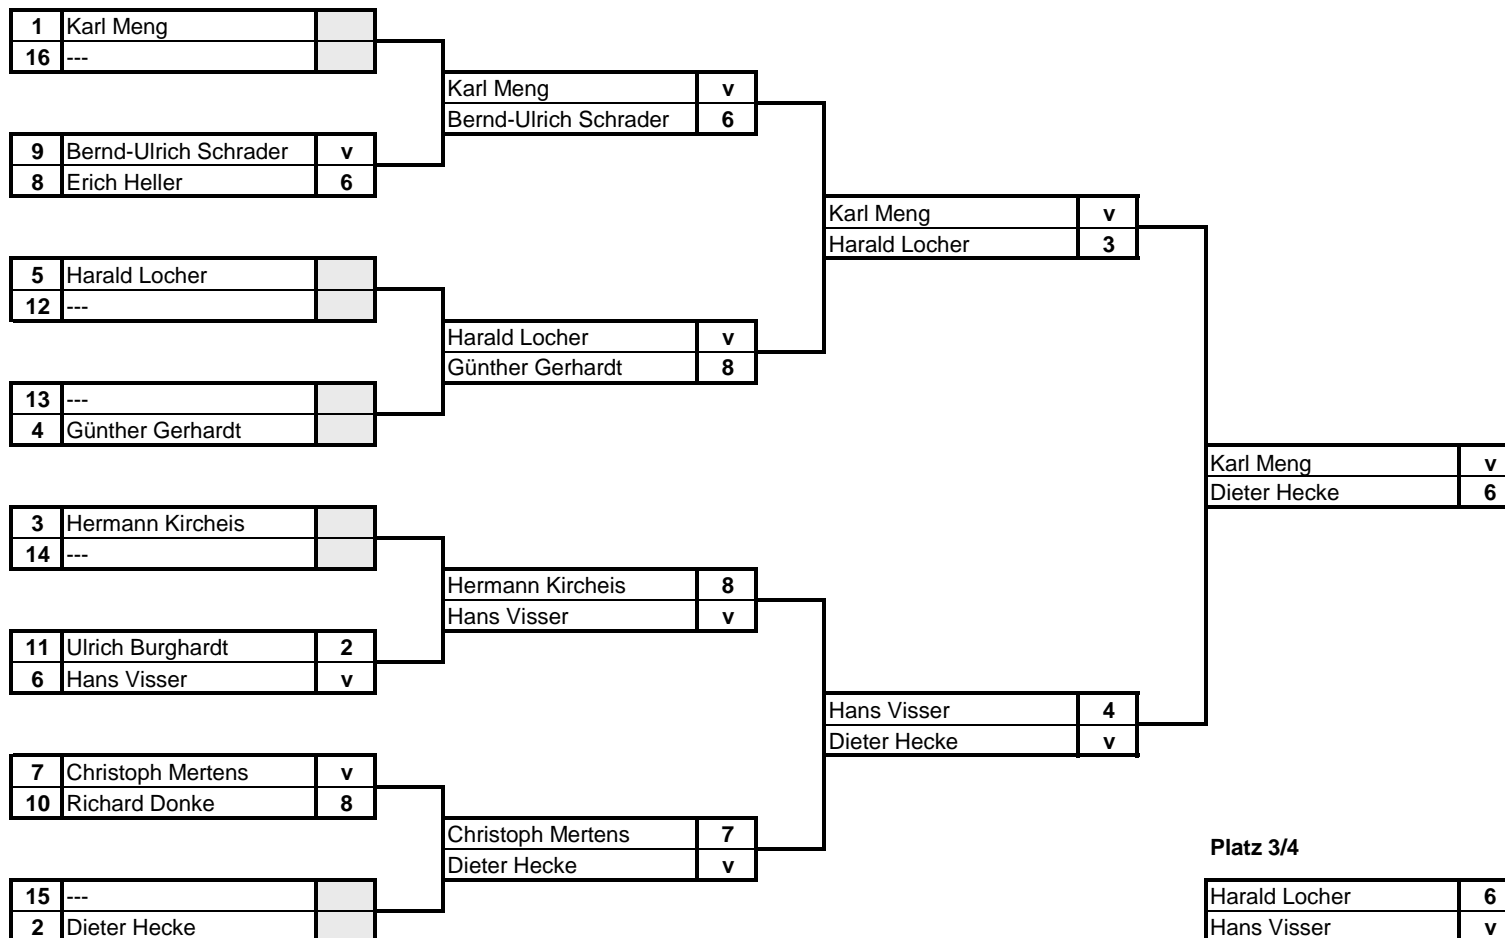 1 Karl Meng
16 ---
Karl Meng v
Bernd-Ulrich Schrader 6
9 Bernd-Ulrich Schrader v
8 Erich Heller 6
Karl Meng v
Harald Locher 3
5 Harald Locher
12 ---
Harald Locher v
Günther Gerhardt 8
13 ---
4 Günther Gerhardt
Karl Meng v
Dieter Hecke 6
3 Hermann Kircheis
14 ---
Hermann Kircheis 8
Hans Visser v
11 Ulrich Burghardt 2
6 Hans Visser v
Hans Visser 4
Dieter Hecke v
7 Christoph Mertens v
10 Richard Donke 8
Christoph Mertens 7
Dieter Hecke v
Platz 3/4
15 ---
2 Dieter Hecke
Harald Locher 6
Hans Visser v